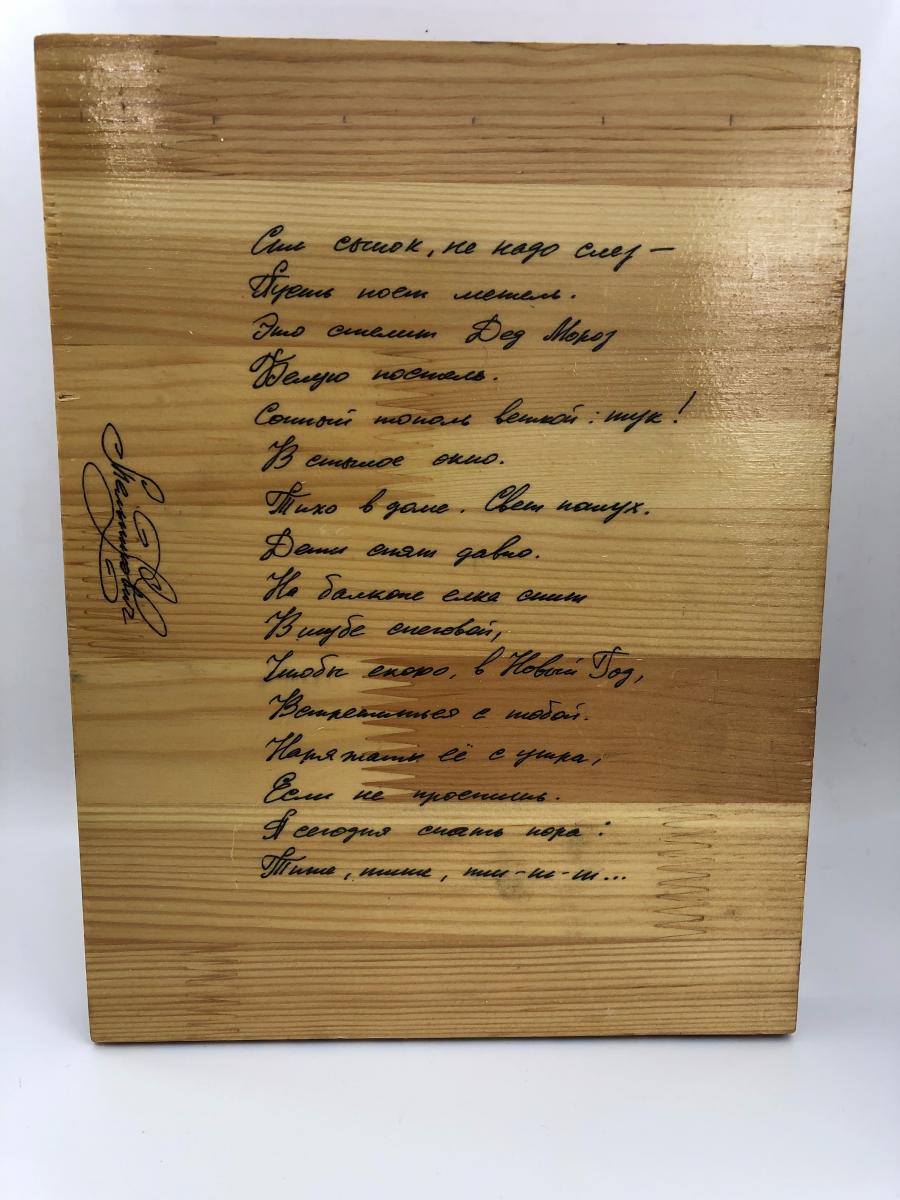 Спи сынок, не надо слез –
Пусть поет метель.
Это стелит Дед Мороз
Белую постель.
Сонный тополь веткой: тук!
В стылое окно.
Тихо в доме. Свет потух.
Дети спят давно.
На балконе елка спит
В шубе снеговой,
Чтобы скоро, в Новый Год,
Встретиться с тобой.
Наряжать её с утра,
Если не проспишь.
А сегодня спать пора:
Тише, тише, тш-ш-ш...